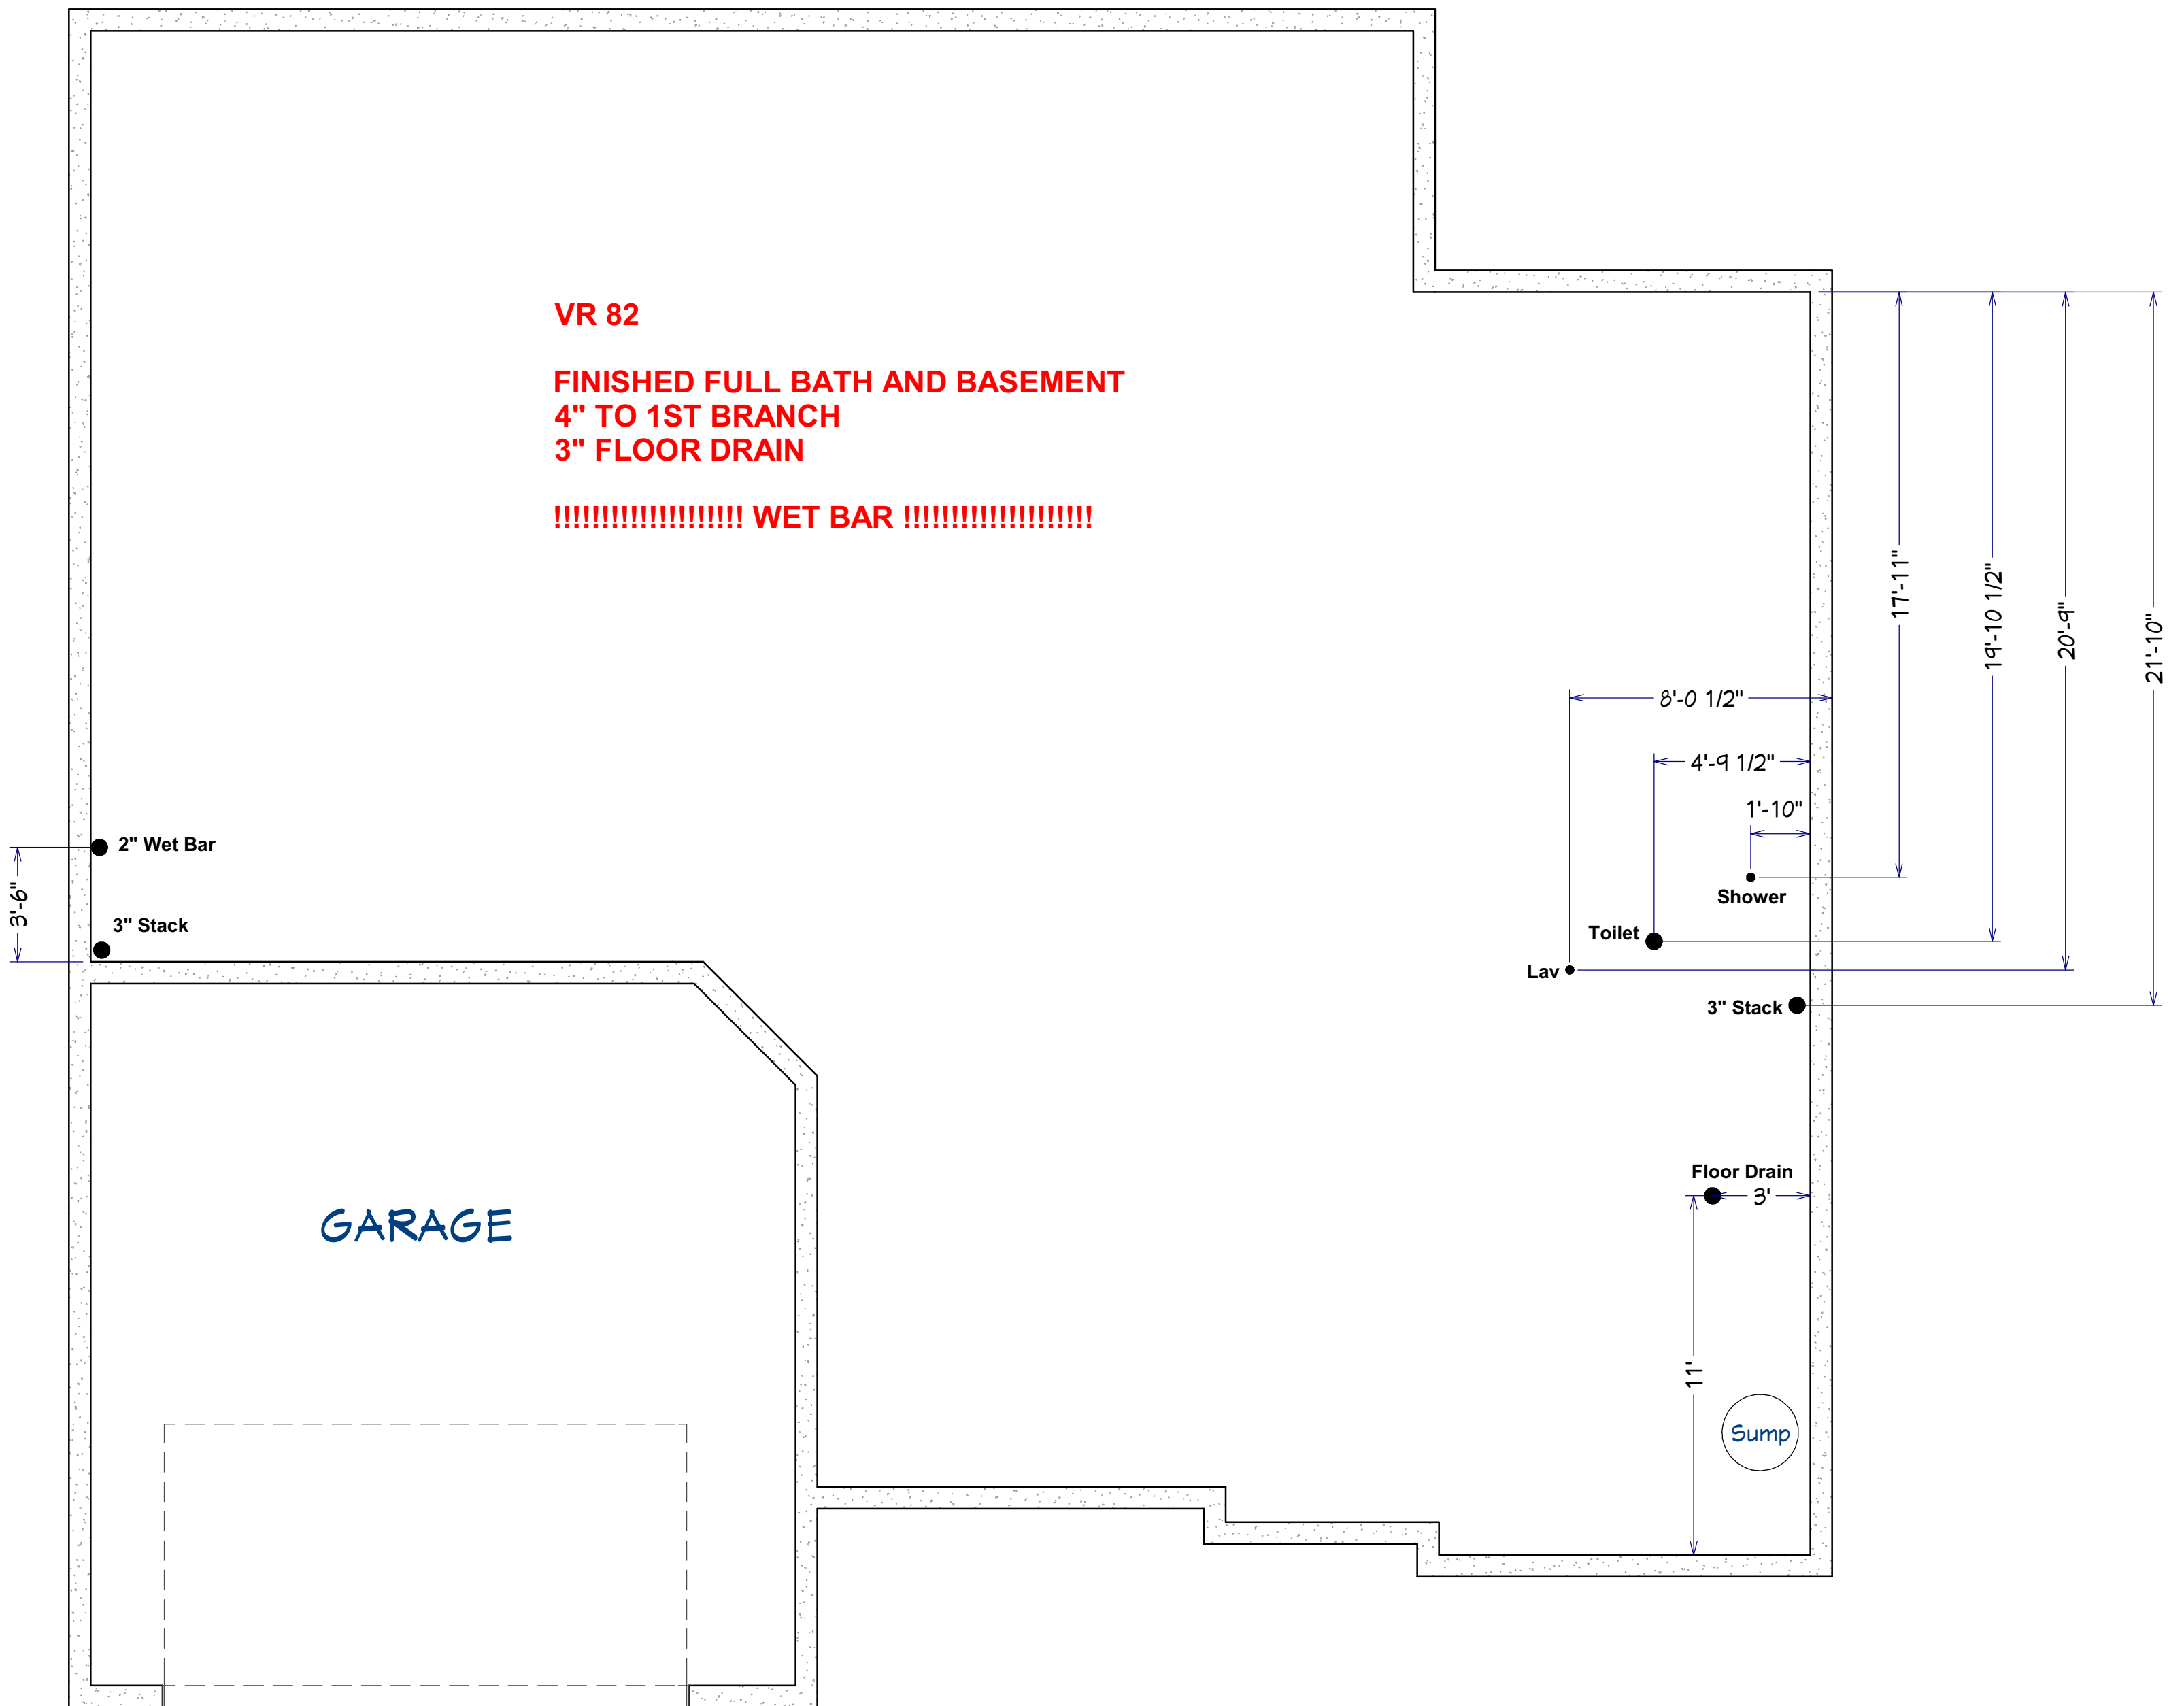 VR 82
FINISHED FULL BATH AND BASEMENT
4" TO 1ST BRANCH
3" FLOOR DRAIN
!!!!!!!!!!!!!!!!!!!! WET BAR !!!!!!!!!!!!!!!!!!!!
17'-11"
19'-10 1/2"
20'-9"
21'-10"
8'-0 1/2"
4'-9 1/2"
1'-10"
2" Wet Bar
3'-6"
3" Stack
Shower
Toilet
Lav
3" Stack
Floor Drain
3'
GARAGE
11'
Sump